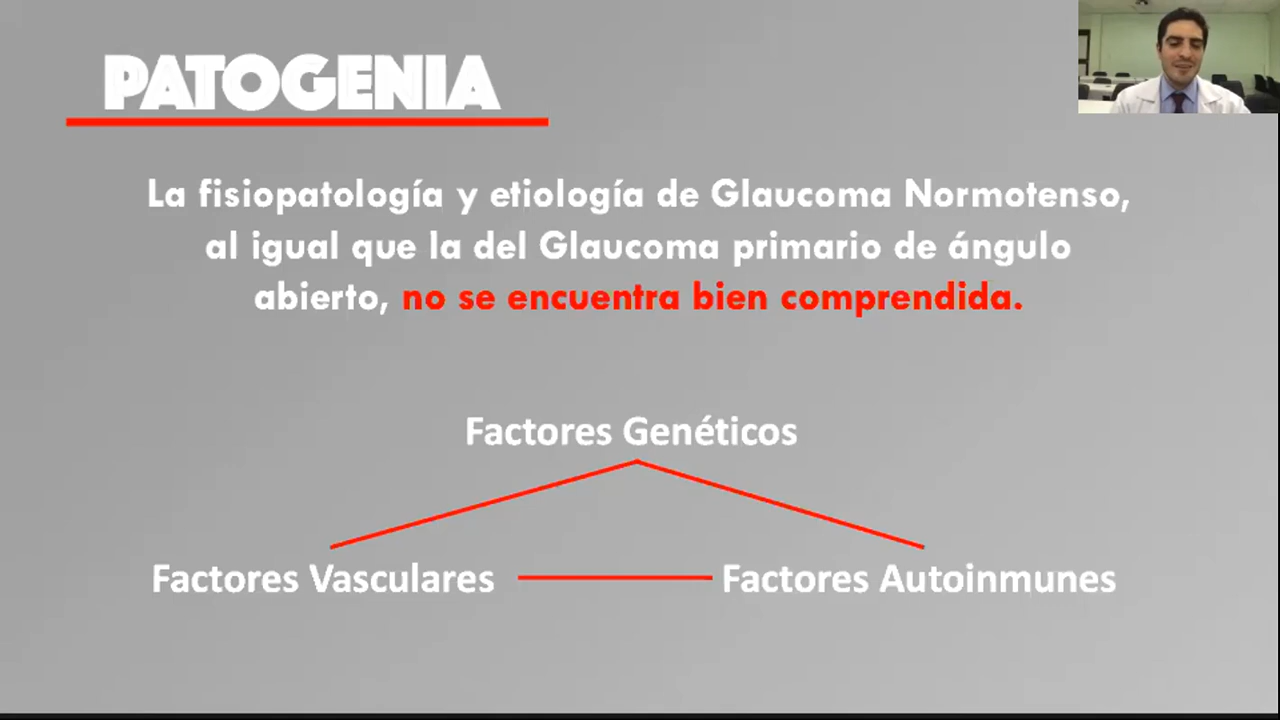 PATOGENIA
La fisiopatología y etiología de Glaucoma Normotenso,
al igual que la del Glaucoma primario de ángulo
abierto, no se encuentra bien comprendida.
Factores Genéticos
Factores Vasculares
Factores Autoinmunes